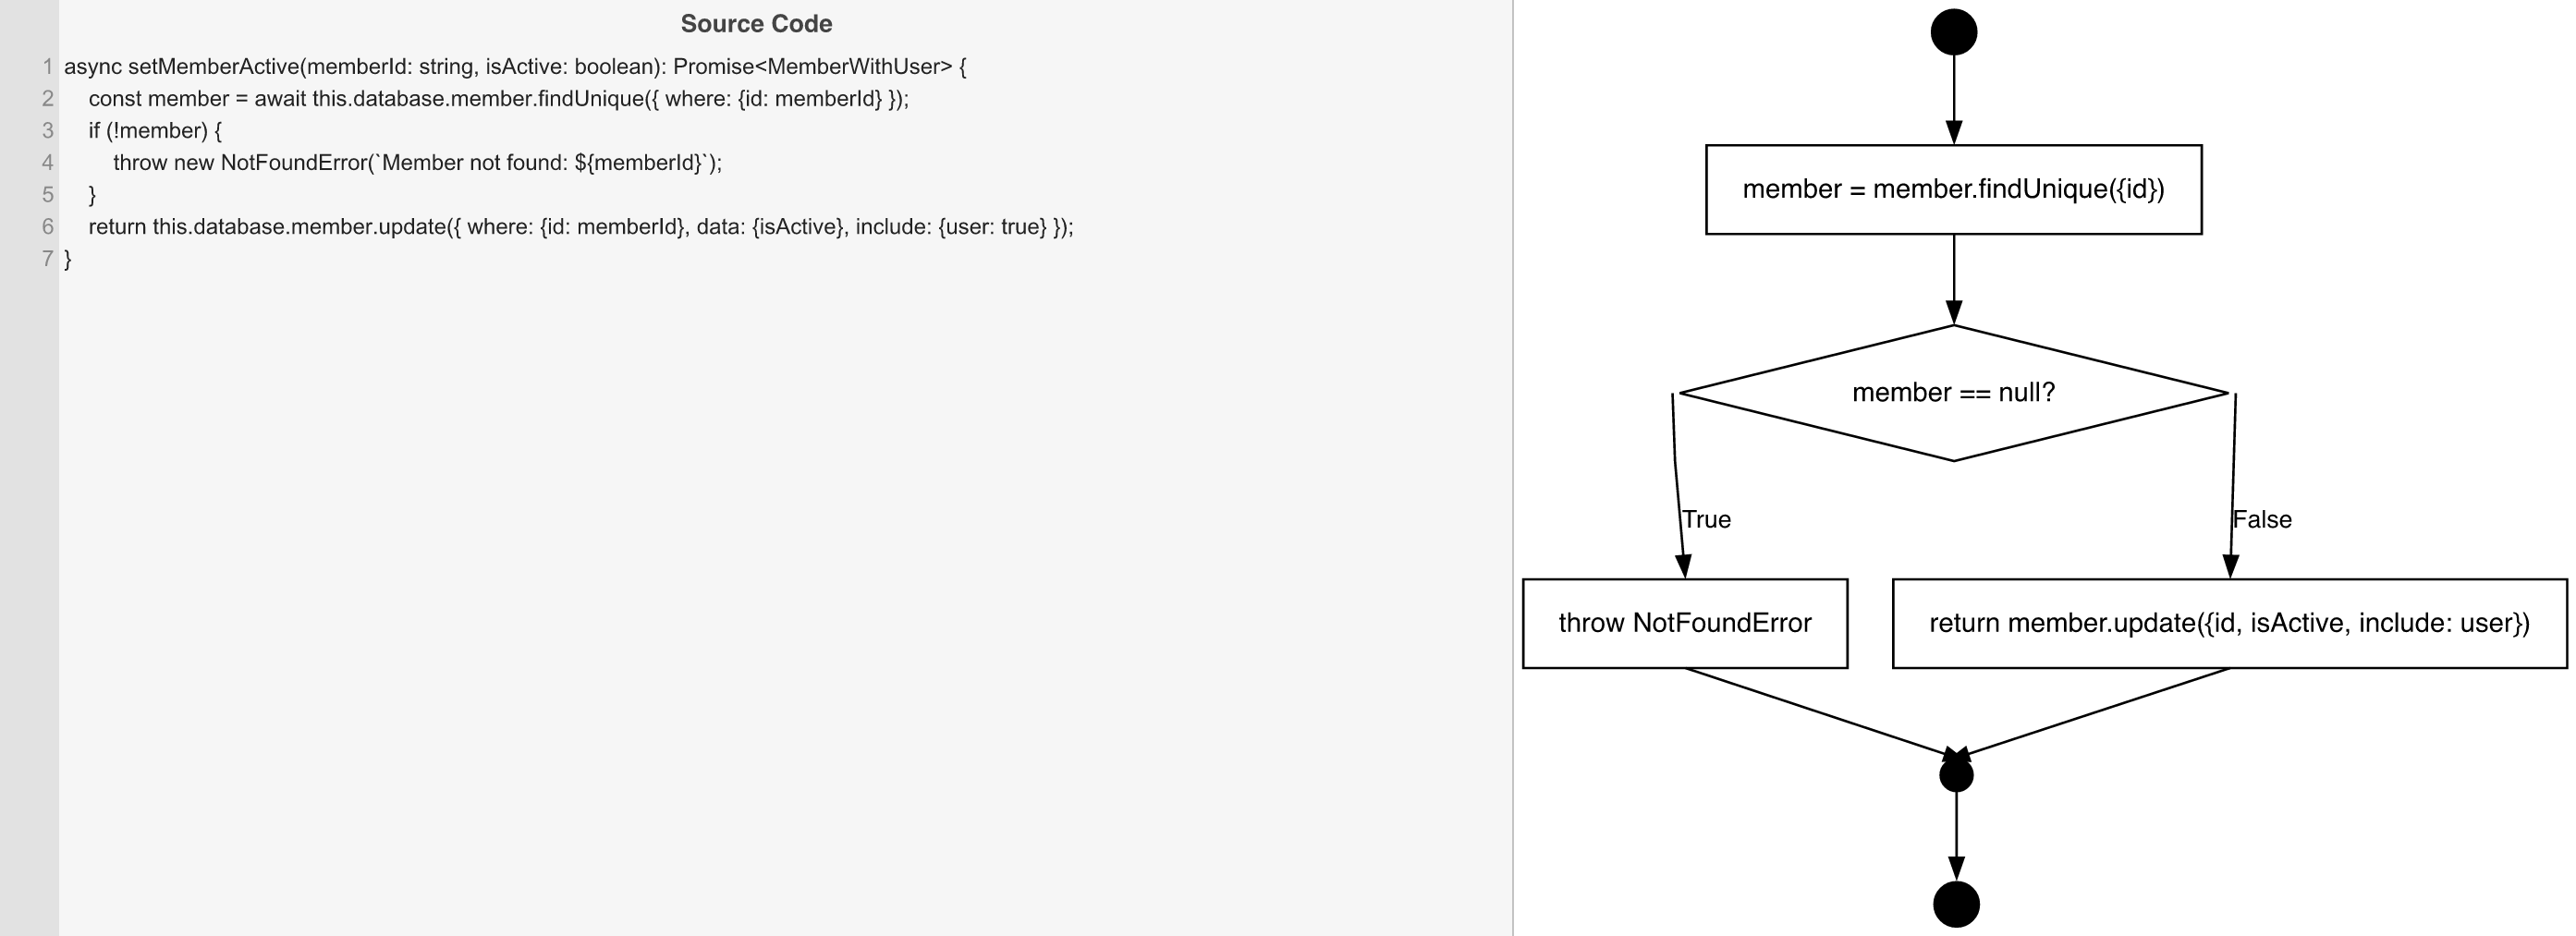 Source Code
1 async setMemberActive(memberId: string, isActive: boolean): Promise<MemberWithUser> {
2 const member = await this.database.member.findUnique({ where: {id: memberId} });
3 if (!member) {
4 throw new NotFoundError(`Member not found: ${memberId}`);
5 }
6 return this.database.member.update({ where: {id: memberId}, data: {isActive}, include: {user: true} });
7 }
member = member.findUnique({id})
member == null?
True
False
throw NotFoundError
return member.update({id, isActive, include: user})